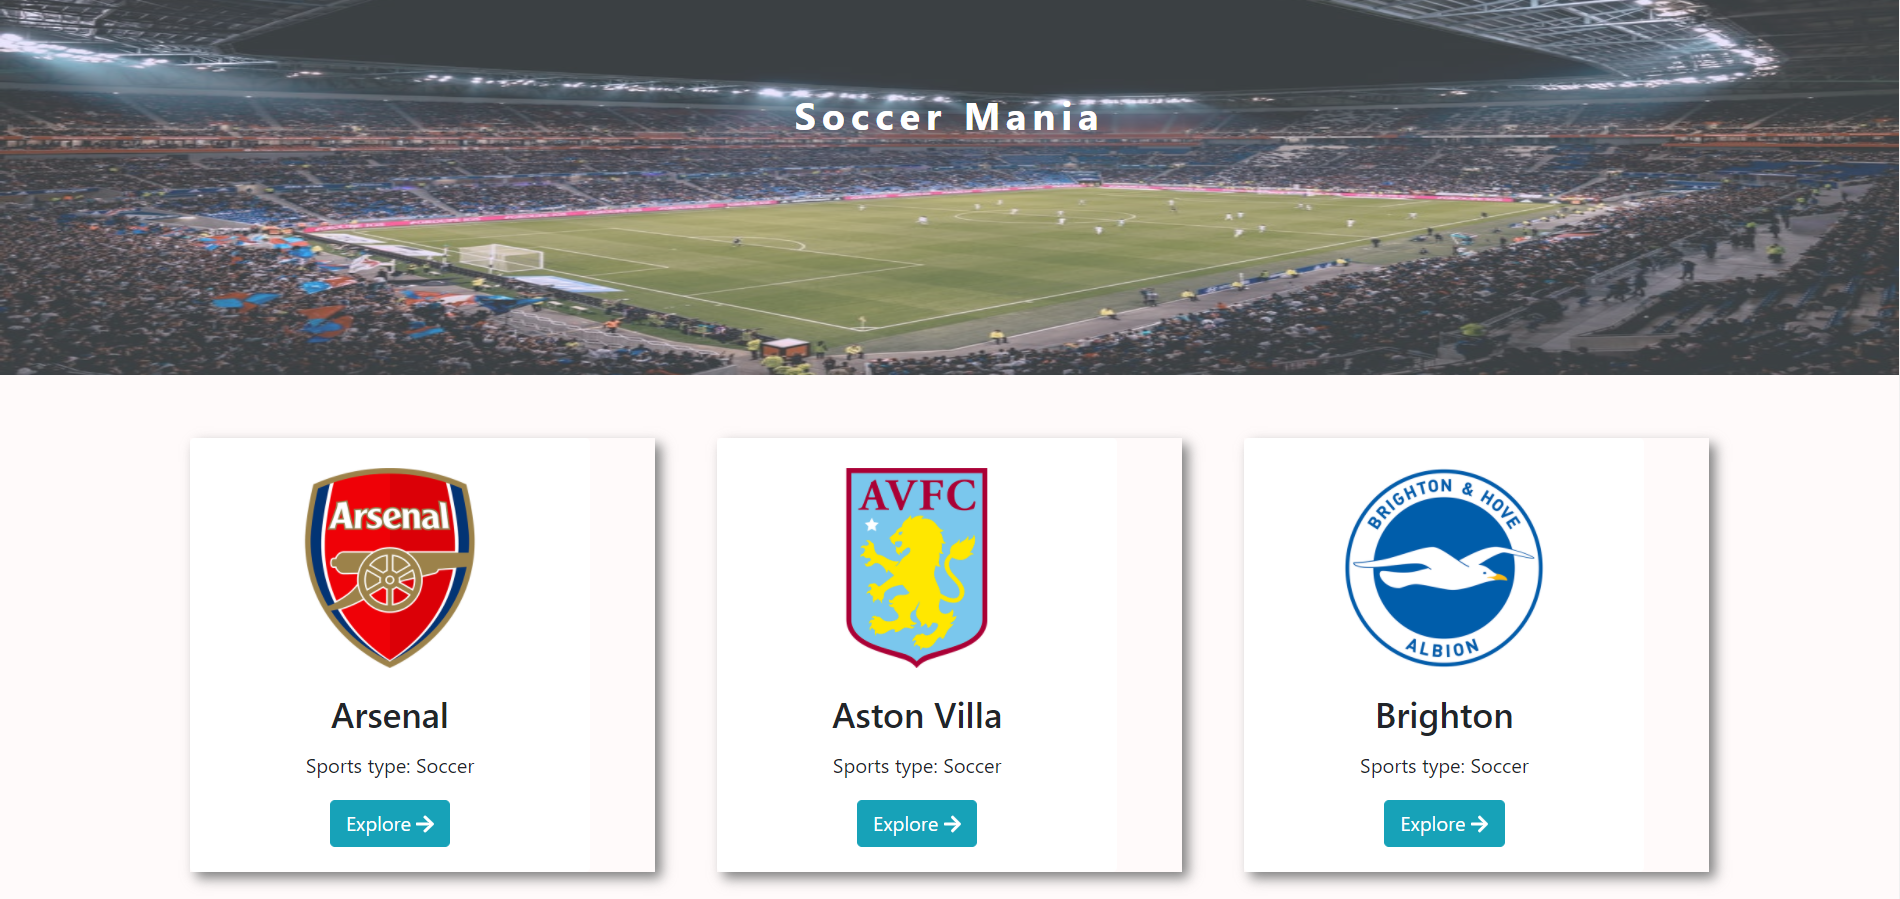 Soccer Mania
Arsenal
AVFC
BRIGHTON & HOVE
ALBION
Arsenal
Aston Villa
Brighton
Sports type: Soccer
Sports type: Soccer
Sports type: Soccer
Explore
Explore
Explore